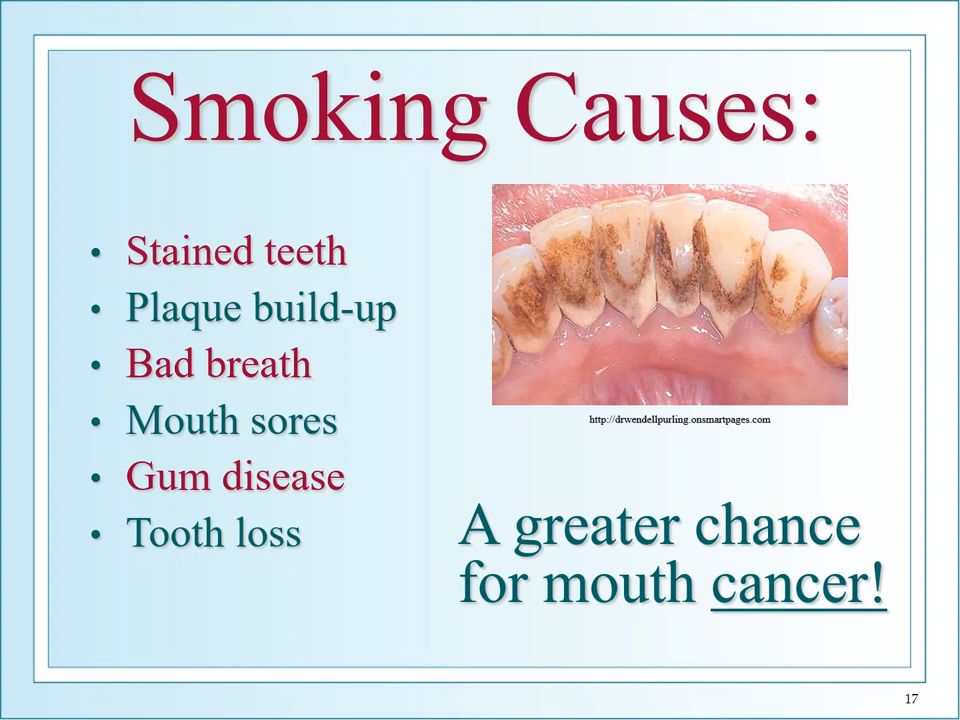 Smoking Causes:
• Stained teeth
• Plaque build-up
• Bad breath
• Mouth sores
• Gum disease
• Tooth loss
http://drwendellpurling.onsmartpages.com
A greater chance
for mouth cancer!
17